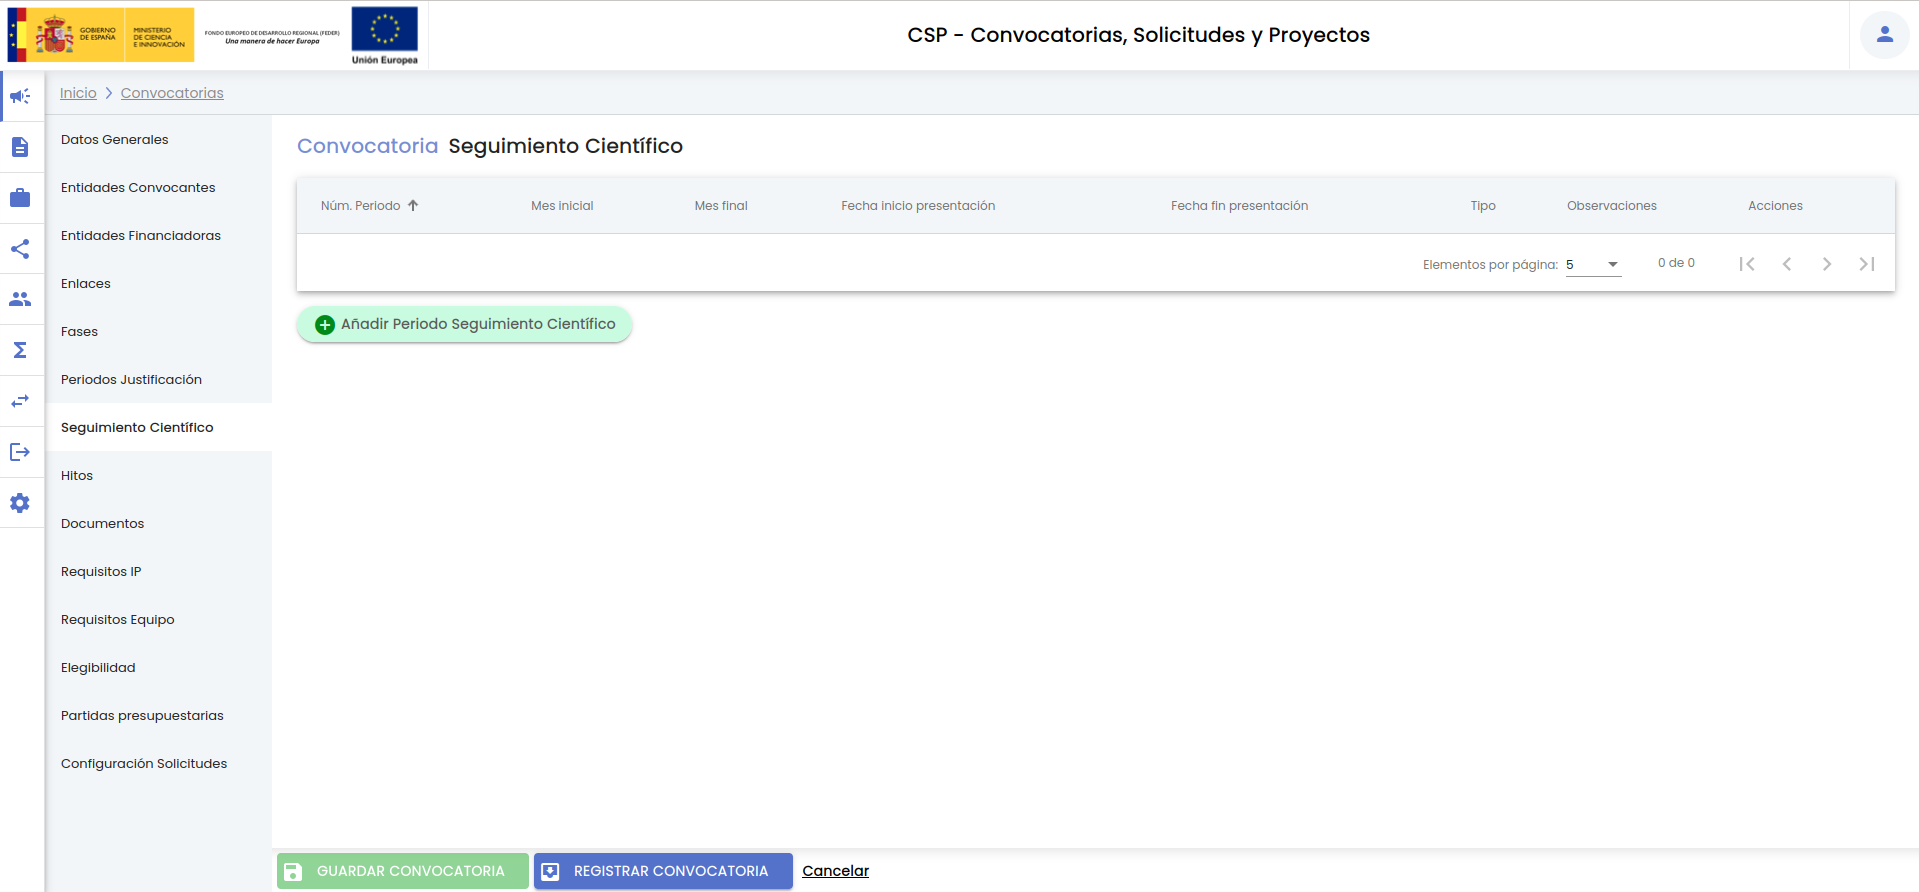 GOBIERNO
DE ESPAÑA
MINISTERIO
DE CIENCIA
E INNOVACIÓN
FONDO EUROPEO DE DESARROLLO REGIONAL (FEDER)
Una manera de hacer Europa
Unión Europea
CSP - Convocatorias, Solicitudes y Proyectos
Inicio > Convocatorias
Datos Generales
Entidades Convocantes
Entidades Financiadoras
Enlaces
Fases
Periodos Justificación
Seguimiento Científico
Hitos
Documentos
Requisitos IP
Requisitos Equipo
Elegibilidad
Partidas presupuestarias
Configuración Solicitudes
Convocatoria Seguimiento Científico
Núm. Periodo Mes inicial Mes final Fecha inicio presentación Fecha fin presentación Tipo Observaciones Acciones
Elementos por página: 5 0 de 0
Añadir Periodo Seguimiento Científico
GUARDAR CONVOCATORIA REGISTRAR CONVOCATORIA Cancelar